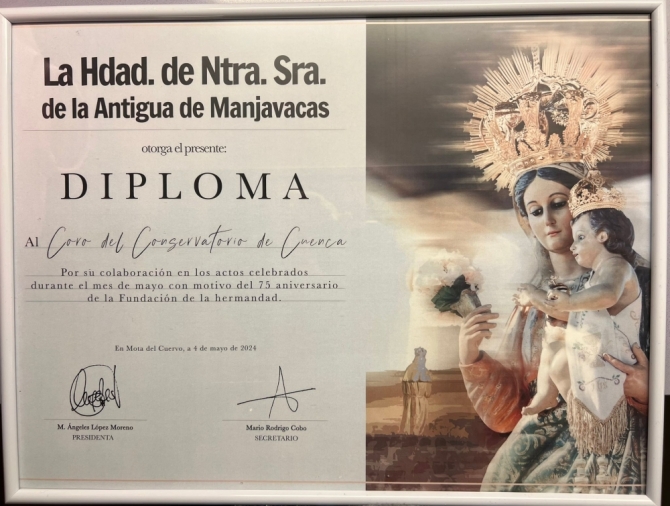 La Hdad. de Ntra. Sra.
de la Antigua de Manjavacas
otorga el presente:
DIPLOMA
Al Coro del Conservatorio de Cuenca
Por su colaboración en los actos celebrados
durante el mes de mayo con motivo del 75 aniversario
de la Fundación de la hermandad.
En Mota del Cuervo, a 4 de mayo de 2024
M. Ángeles López Moreno
PRESIDENTA
Mario Rodrigo Cobo
SECRETARIO